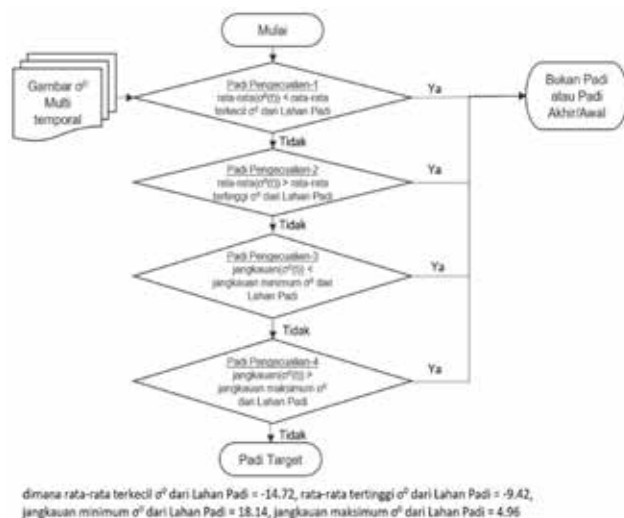 Mulai
Gambar σ⁰
Multi
temporal
Padi Pengecualian-1
rata-rata(σ⁰(t)) < rata-rata
terkecil σ⁰ dari Lahan Padi
Ya
Bukan Padi
atau Padi
Akhir/Awal
Tidak
Padi Pengecualian-2
rata-rata(σ⁰(t)) > rata-rata
tertinggi σ⁰ dari Lahan Padi
Ya
Tidak
Padi Pengecualian-3
jangkauan(σ⁰(t)) <
jangkauan minimum σ⁰ dari
Lahan Padi
Ya
Tidak
Padi Pengecualian-4
jangkauan(σ⁰(t)) >
jangkauan maksimum σ⁰
dari Lahan Padi
Ya
Tidak
Padi Target
dimana rata-rata terkecil σ⁰ dari Lahan Padi = -14.72, rata-rata tertinggi σ⁰ dari Lahan Padi = -9.42,
jangkauan minimum σ⁰ dari Lahan Padi = 18.14, jangkauan maksimum σ⁰ dari Lahan Padi = 4.96